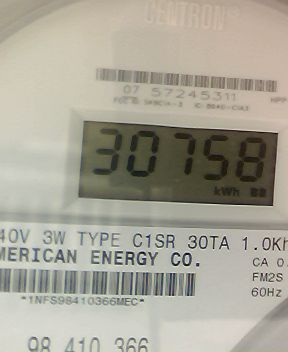 CENTRON®
07 57245311
30758
kWh
40V 3W TYPE C1SR 30TA 1.0Kh
MERICAN ENERGY CO.
CA 0.
FM2S
60Hz
*1NFS98410366MEC*
98 410 366